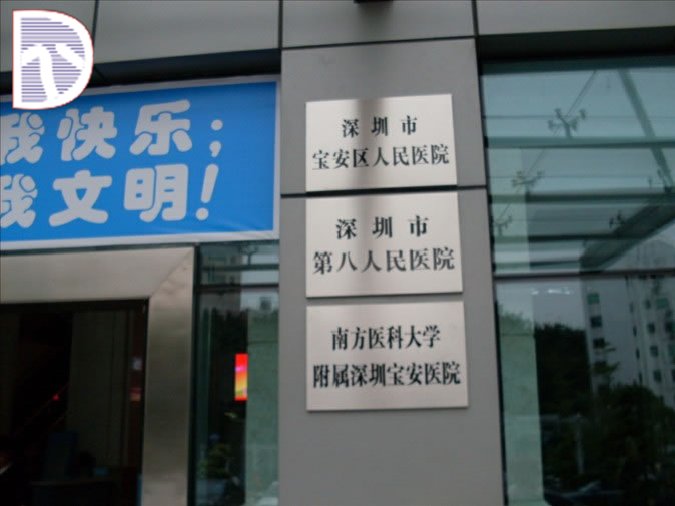 我快乐；
我文明！
深圳市
宝安区人民医院
深圳市
第八人民医院
南方医科大学
附属深圳宝安医院